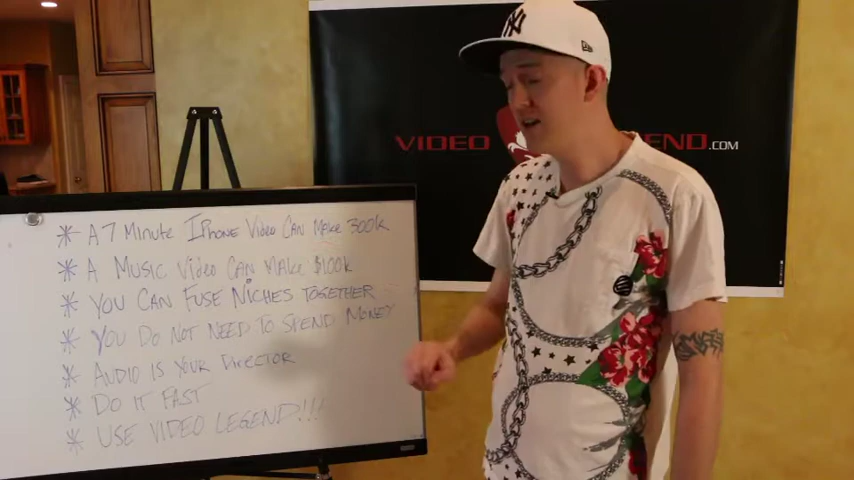 VIDEO END.COM
* A 7 MINUTE IPHONE VIDEO CAN MAKE 300K
* A MUSIC VIDEO CAN MAKE $100K
* YOU CAN FUSE NICHES TOGETHER
* YOU DO NOT NEED TO SPEND MONEY
* AUDIO IS YOUR DIRECTOR
* DO IT FAST
* USE VIDEO LEGEND!!!